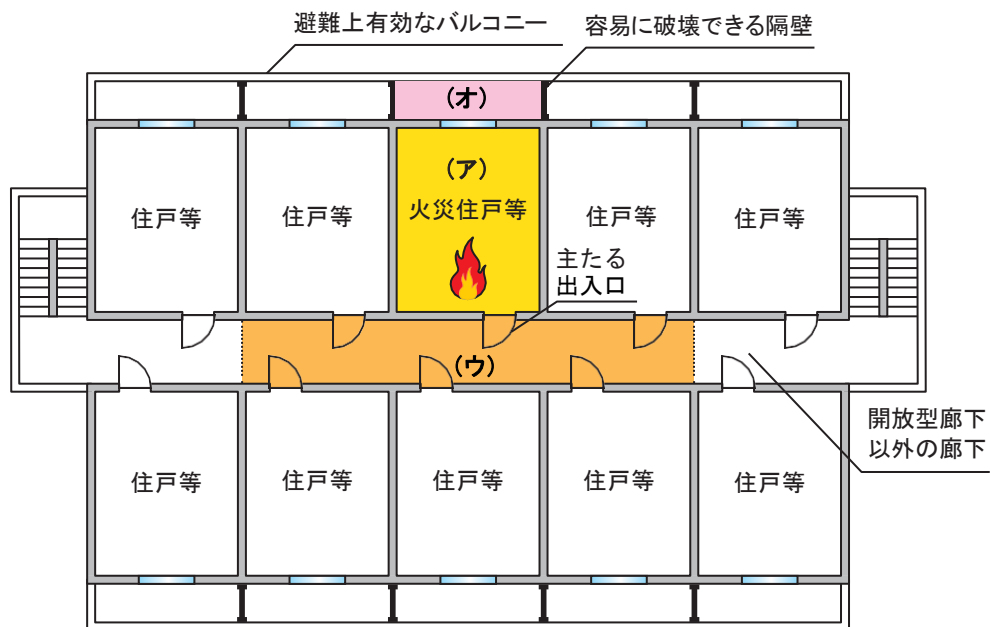 避難上有効なバルコニー
容易に破壊できる隔壁
(オ)
(ア)
火災住戸等
住戸等
住戸等
住戸等
住戸等
主たる
出入口
(ウ)
開放型廊下
以外の廊下
住戸等
住戸等
住戸等
住戸等
住戸等